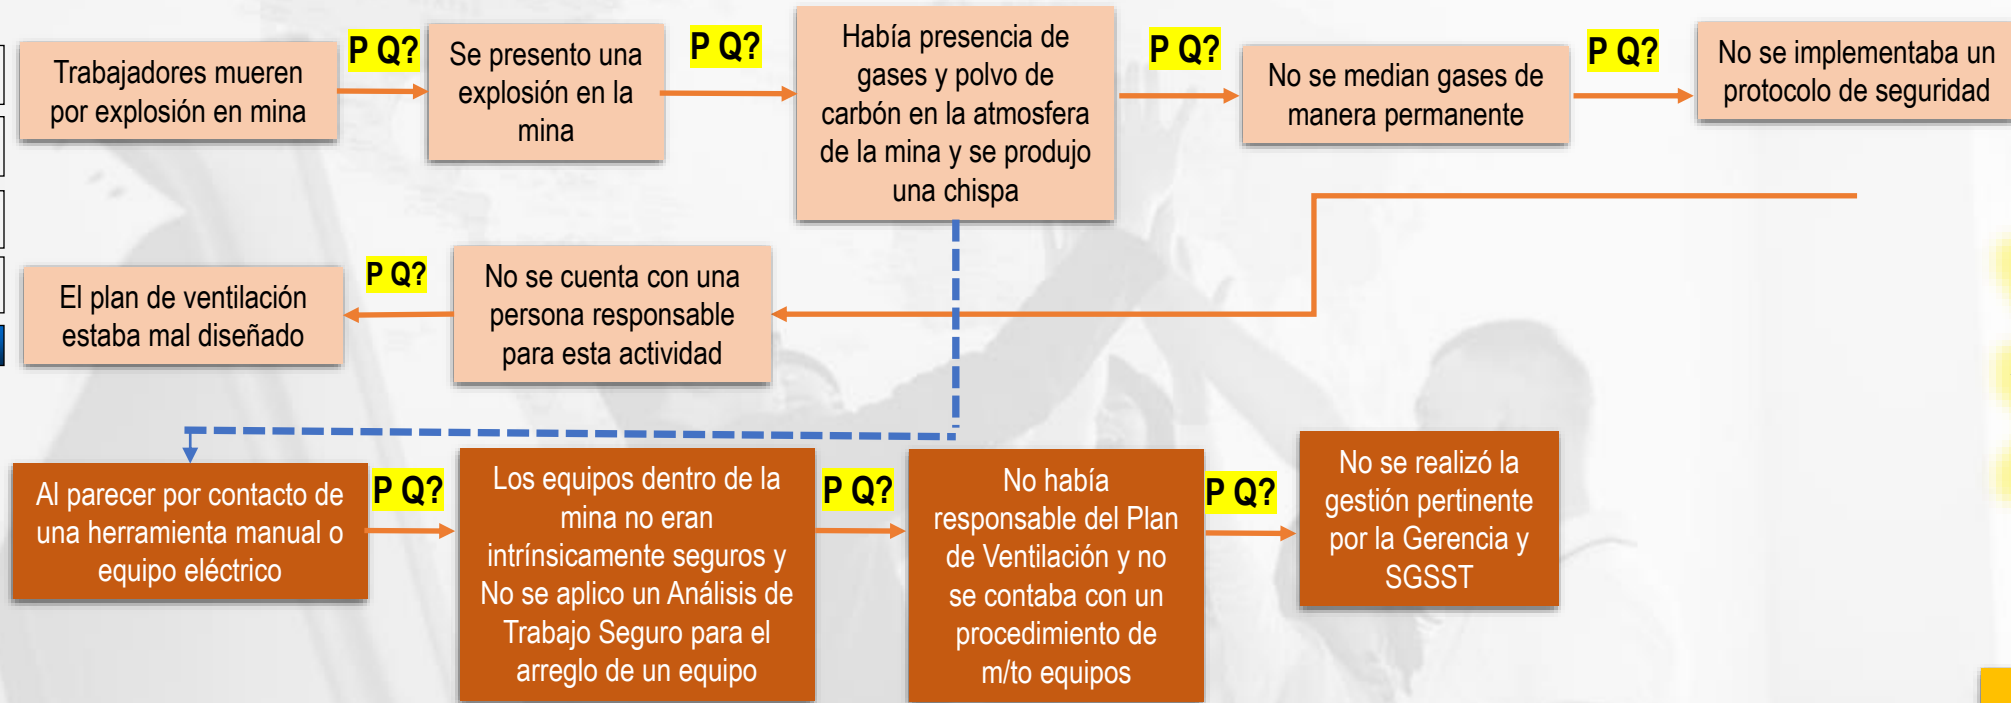 Trabajadores mueren
por explosión en mina
P Q?
Se presento una
explosión en la
mina
P Q?
Había presencia de
gases y polvo de
carbón en la atmosfera
de la mina y se produjo
una chispa
P Q?
No se median gases de
manera permanente
P Q?
No se implementaba un
protocolo de seguridad
El plan de ventilación
estaba mal diseñado
P Q?
No se cuenta con una
persona responsable
para esta actividad
Al parecer por contacto de
una herramienta manual o
equipo eléctrico
P Q?
Los equipos dentro de la
mina no eran
intrínsicamente seguros y
No se aplico un Análisis de
Trabajo Seguro para el
arreglo de un equipo
P Q?
No había
responsable del Plan
de Ventilación y no
se contaba con un
procedimiento de
m/to equipos
P Q?
No se realizó la
gestión pertinente
por la Gerencia y
SGSST